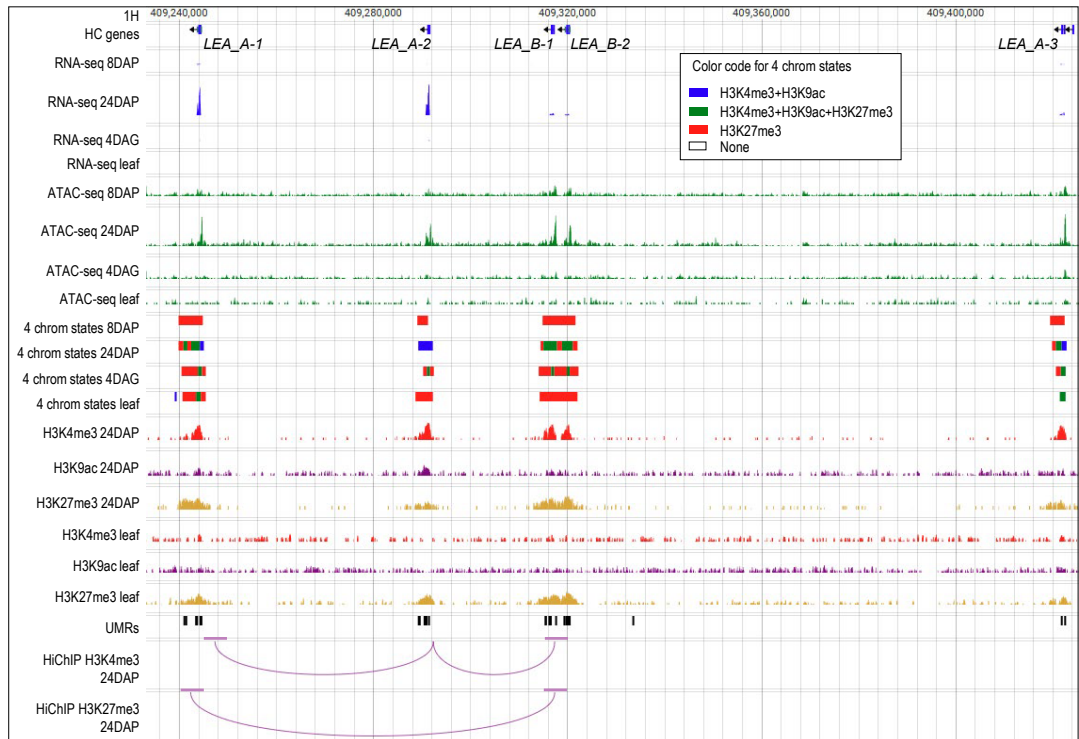 1H
409,240,000
409,280,000
409,320,000
409,360,000
409,400,000
HC genes
LEA_A-1
LEA_A-2
LEA_B-1
LEA_B-2
LEA_A-3
RNA-seq 8DAP
Color code for 4 chrom states
H3K4me3+H3K9ac
H3K4me3+H3K9ac+H3K27me3
H3K27me3
None
RNA-seq 24DAP
RNA-seq 4DAG
RNA-seq leaf
ATAC-seq 8DAP
ATAC-seq 24DAP
ATAC-seq 4DAG
ATAC-seq leaf
4 chrom states 8DAP
4 chrom states 24DAP
4 chrom states 4DAG
4 chrom states leaf
H3K4me3 24DAP
H3K9ac 24DAP
H3K27me3 24DAP
H3K4me3 leaf
H3K9ac leaf
H3K27me3 leaf
UMRs
HiChIP H3K4me3
24DAP
HiChIP H3K27me3
24DAP